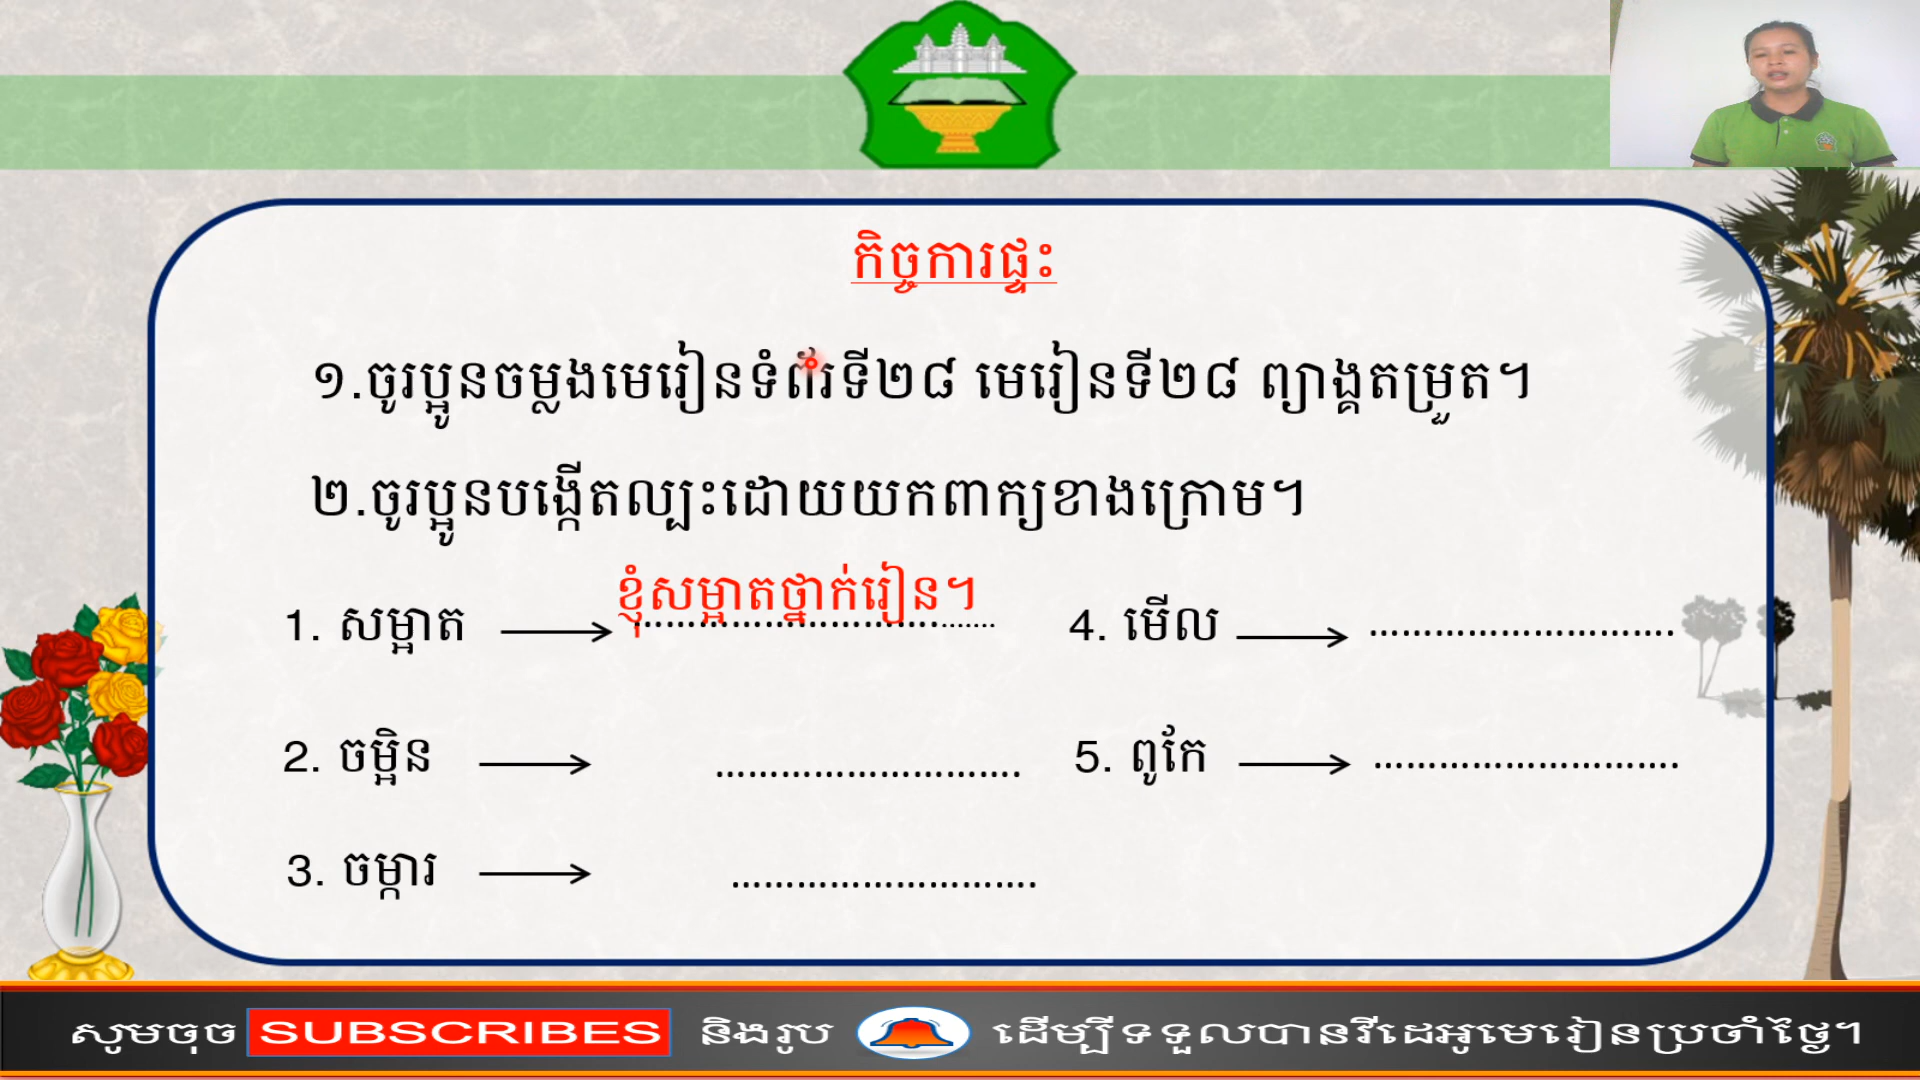 កិច្ចការផ្ទះ
១.ចូរប្អូនចម្លងមេរៀនទំព័រទី២៨ មេរៀនទី២៨ ព្យាង្គតម្រួត។
២.ចូរប្អូនបង្កើតល្បះដោយយកពាក្យខាងក្រោម។
1. សម្អាត ខ្ញុំសម្អាតថ្នាក់រៀន។ 4. មើល ............................
2. ចម្អិន ............................ 5. ពូកែ ............................
3. ចម្ការ ............................
សូមចុច SUBSCRIBES និងរូប ដើម្បីទទួលបានវីដេអូមេរៀនប្រចាំថ្ងៃ។